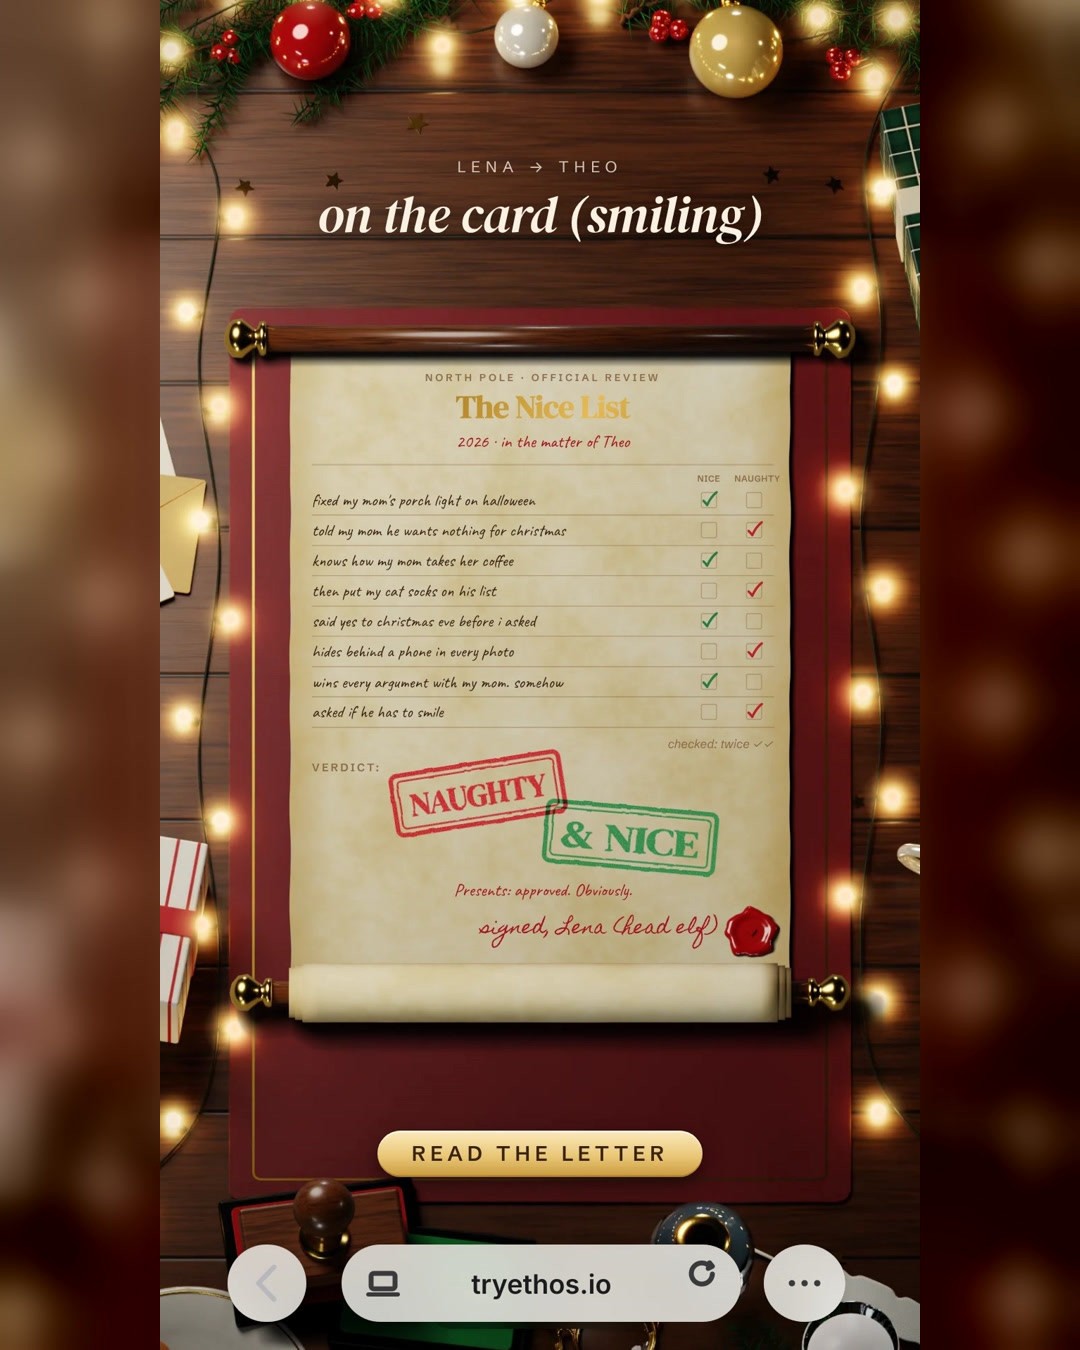 LENA → THEO
on the card (smiling)
NORTH POLE · OFFICIAL REVIEW
The Nice List
2026 · in the matter of Theo
NICE NAUGHTY
fixed my mom's porch light on halloween
told my mom he wants nothing for christmas
knows how my mom takes her coffee
then put my cat socks on his list
said yes to christmas eve before i asked
hides behind a phone in every photo
wins every argument with my mom. somehow
asked if he has to smile
checked: twice ✓✓
VERDICT:
NAUGHTY
& NICE
Presents: approved. Obviously.
signed, Lena (head elf)
READ THE LETTER
tryethos.io